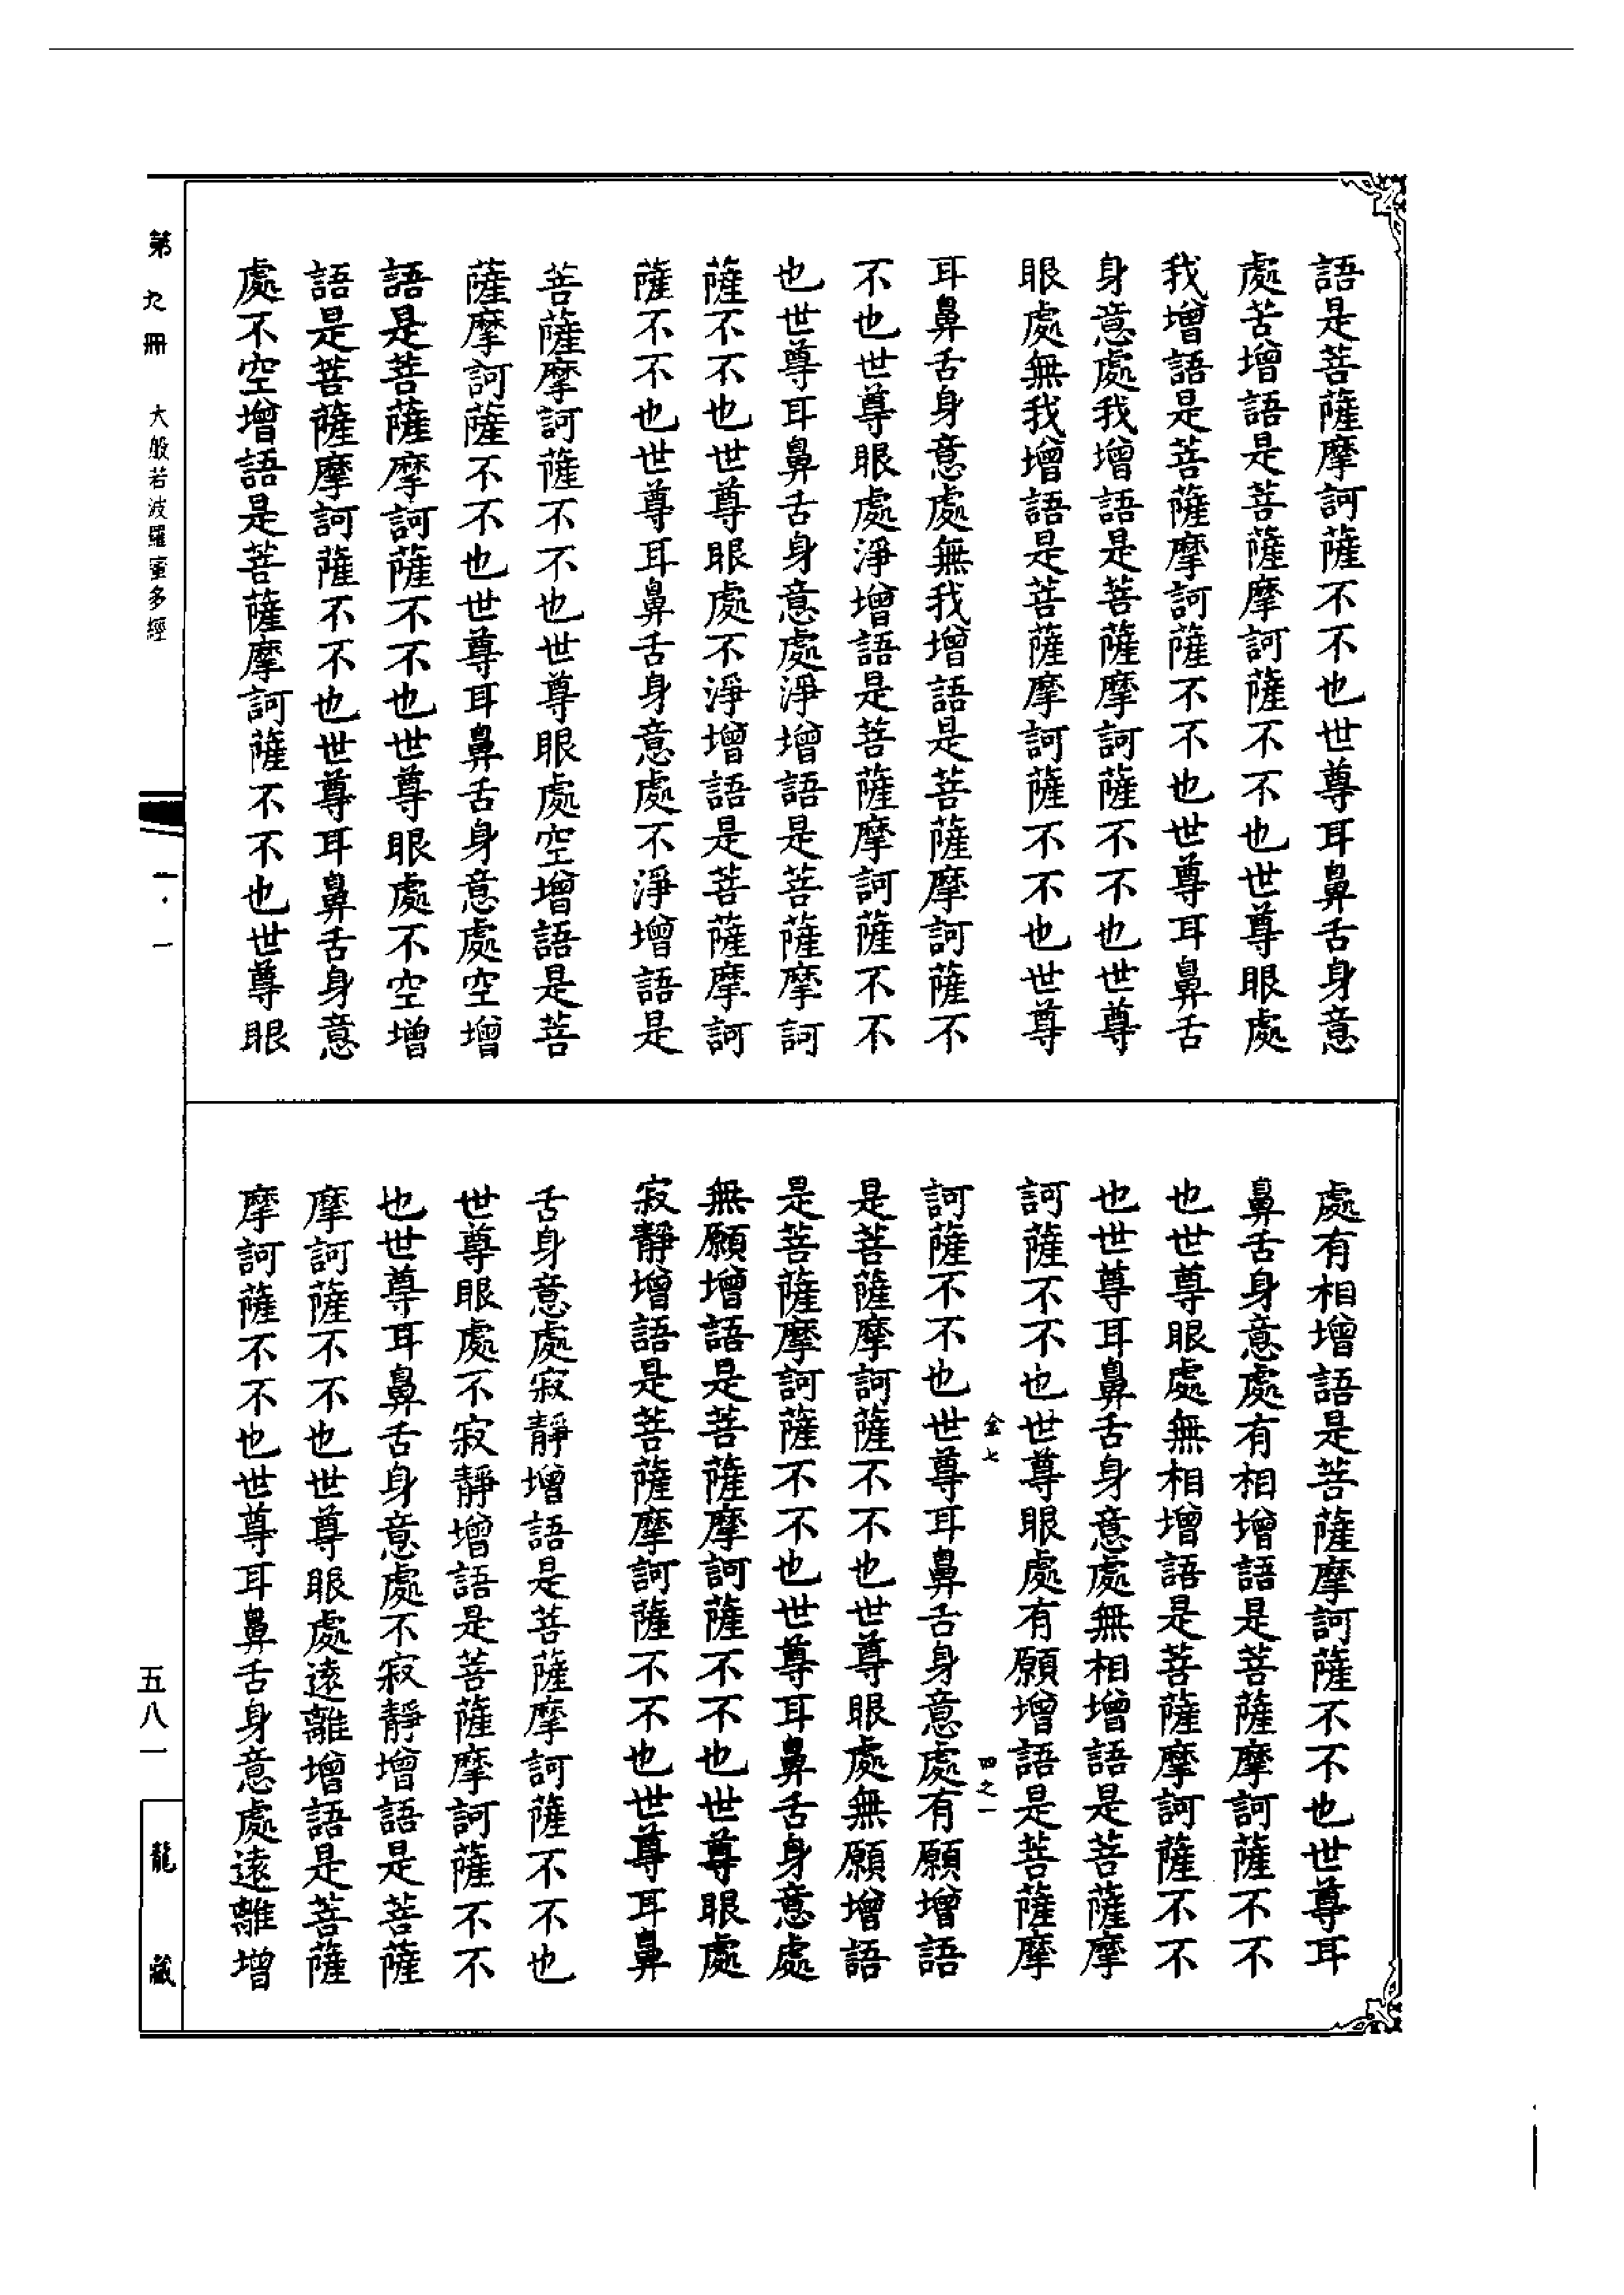 語是菩薩摩訶薩不不也世尊耳鼻舌身意
處苦增語是菩薩摩訶薩不不也世尊眼處
我增語是菩薩摩訶薩不不也世尊耳鼻舌
身意處我增語是菩薩摩訶薩不不也世尊
眼處無我增語是菩薩摩訶薩不不也世尊
耳鼻舌身意處無我增語是菩薩摩訶薩不
不也世尊眼處淨增語是菩薩摩訶薩不不
也世尊耳鼻舌身意處淨增語是菩薩摩訶
薩不不也世尊眼處不淨增語是菩薩摩訶
薩不不也世尊耳鼻舌身意處不淨增語是
菩薩摩訶薩不不也世尊眼處空增語是菩
薩摩訶薩不不也世尊耳鼻舌身意處空增
語是菩薩摩訶薩不不也世尊眼處不空增
語是菩薩摩訶薩不不也世尊耳鼻舌身意
處不空增語是菩薩摩訶薩不不也世尊眼
處有相增語是菩薩摩訶薩不不也世尊耳
鼻舌身意處有相增語是菩薩摩訶薩不不
也世尊眼處無相增語是菩薩摩訶薩不不
也世尊耳鼻舌身意處無相增語是菩薩摩
訶薩不不也世尊眼處有願增語是菩薩摩
金七 四之一
訶薩不不也世尊耳鼻舌身意處有願增語
是菩薩摩訶薩不不也世尊眼處無願增語
是菩薩摩訶薩不不也世尊耳鼻舌身意處
無願增語是菩薩摩訶薩不不也世尊眼處
寂靜增語是菩薩摩訶薩不不也世尊耳鼻
舌身意處寂靜增語是菩薩摩訶薩不不也
世尊眼處不寂靜增語是菩薩摩訶薩不不
也世尊耳鼻舌身意處不寂靜增語是菩薩
摩訶薩不不也世尊眼處遠離增語是菩薩
摩訶薩不不也世尊耳鼻舌身意處遠離增
第九冊 大般若波羅蜜多經 一·一 五八一 龍藏